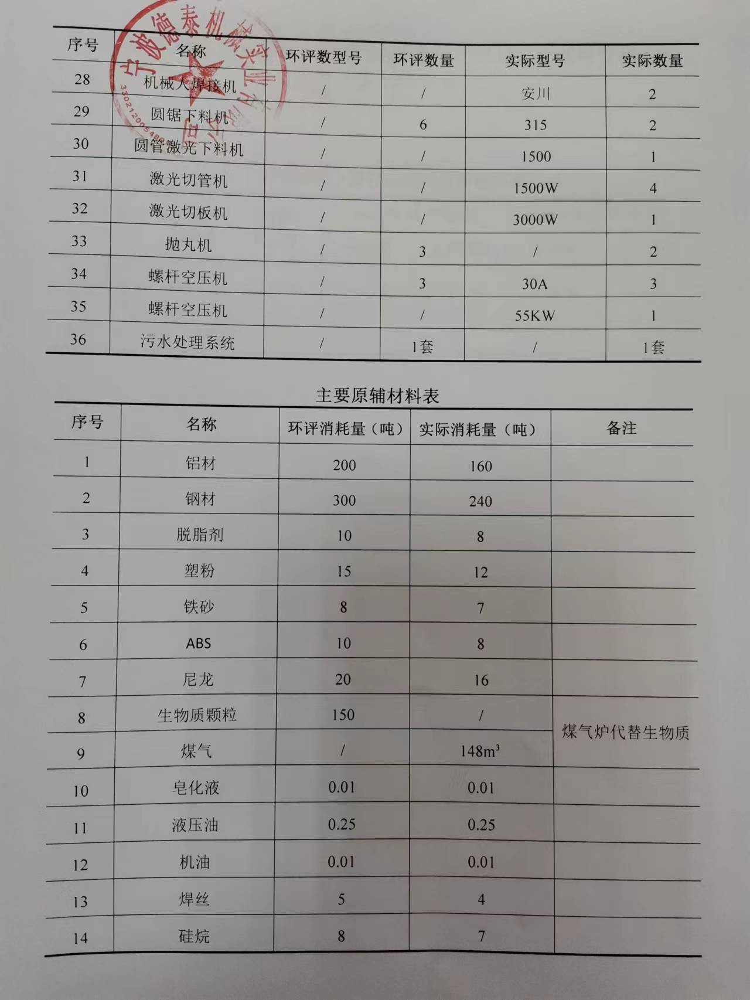 宁波德泰机械实业有限公司
序号 名称 环评数型号 环评数量 实际型号 实际数量
28 机械人焊接机 / / 安川 2
29 圆锯下料机 / 6 315 2
30 圆管激光下料机 / / 1500 1
31 激光切管机 / / 1500W 4
32 激光切板机 / / 3000W 1
33 抛丸机 / 3 / 2
34 螺杆空压机 / 3 30A 3
35 螺杆空压机 / / 55KW 1
36 污水处理系统 / 1套 / 1套
主要原辅材料表
序号 名称 环评消耗量（吨） 实际消耗量（吨） 备注
1 铝材 200 160
2 钢材 300 240
3 脱脂剂 10 8
4 塑粉 15 12
5 铁砂 8 7
6 ABS 10 8
7 尼龙 20 16
8 生物质颗粒 150 / 煤气炉代替生物质
9 煤气 / 148m³
10 皂化液 0.01 0.01
11 液压油 0.25 0.25
12 机油 0.01 0.01
13 焊丝 5 4
14 硅烷 8 7